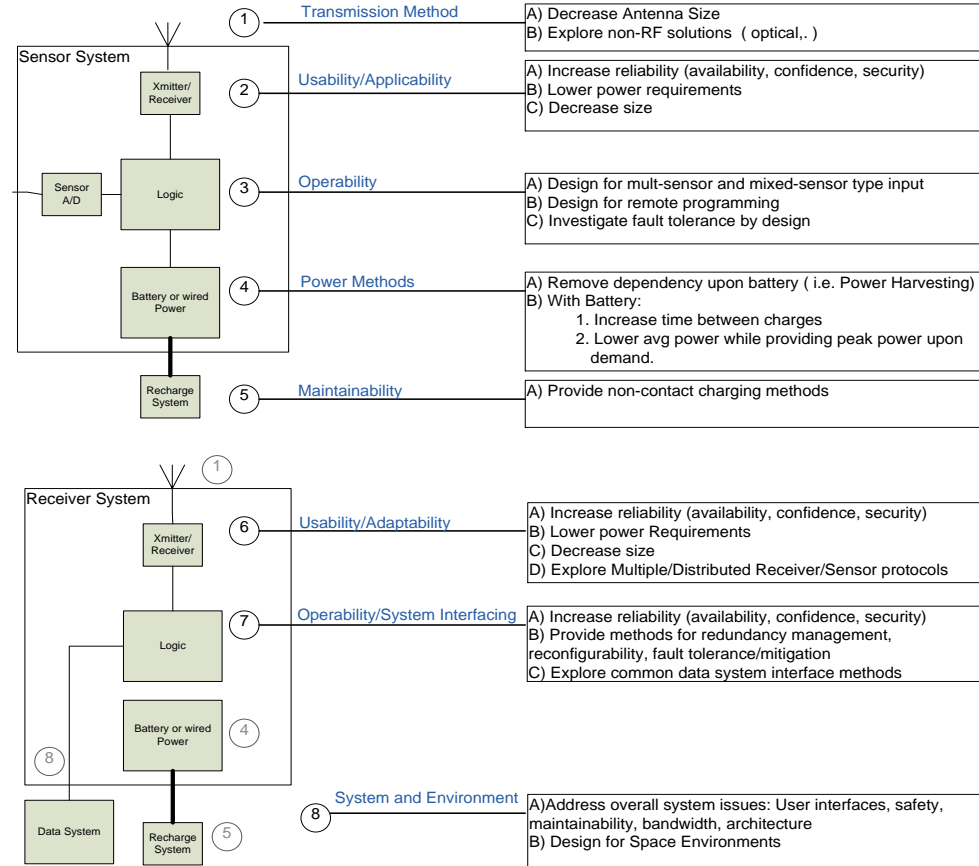 1
Transmission Method
A) Decrease Antenna Size
B) Explore non-RF solutions ( optical,. )
Sensor System
Xmitter/
Receiver
2
Usability/Applicability
A) Increase reliability (availability, confidence, security)
B) Lower power requirements
C) Decrease size
Sensor
A/D
Logic
3
Operability
A) Design for mult-sensor and mixed-sensor type input
B) Design for remote programming
C) Investigate fault tolerance by design
Battery or wired
Power
4
Power Methods
A) Remove dependency upon battery ( i.e. Power Harvesting)
B) With Battery:
1. Increase time between charges
2. Lower avg power while providing peak power upon
demand.
Recharge
System
5
Maintainability
A) Provide non-contact charging methods
1
Receiver System
Xmitter/
Receiver
6
Usability/Adaptability
A) Increase reliability (availability, confidence, security)
B) Lower power Requirements
C) Decrease size
D) Explore Multiple/Distributed Receiver/Sensor protocols
Logic
7
Operability/System Interfacing
A) Increase reliability (availability, confidence, security)
B) Provide methods for redundancy management,
reconfigurability, fault tolerance/mitigation
C) Explore common data system interface methods
Battery or wired
Power
4
8
Data System
Recharge
System
5
8
System and Environment
A)Address overall system issues: User interfaces, safety,
maintainability, bandwidth, architecture
B) Design for Space Environments